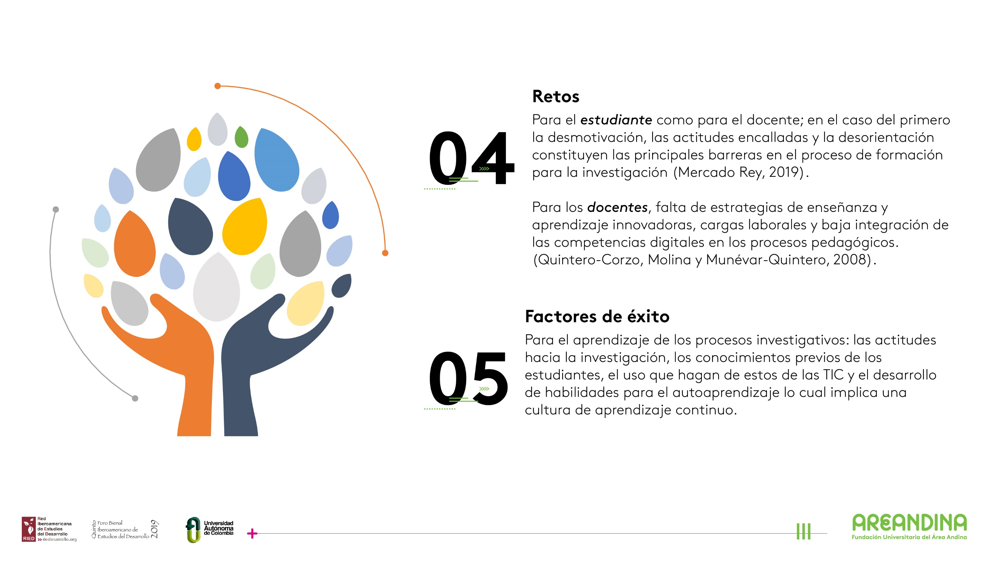 04
Retos
Para el estudiante como para el docente; en el caso del primero
la desmotivación, las actitudes encalladas y la desorientación
constituyen las principales barreras en el proceso de formación
para la investigación (Mercado Rey, 2019).
Para los docentes, falta de estrategias de enseñanza y
aprendizaje innovadoras, cargas laborales y baja integración de
las competencias digitales en los procesos pedagógicos.
(Quintero-Corzo, Molina y Munévar-Quintero, 2008).
05
Factores de éxito
Para el aprendizaje de los procesos investigativos: las actitudes
hacia la investigación, los conocimientos previos de los
estudiantes, el uso que hagan de estos de las TIC y el desarrollo
de habilidades para el autoaprendizaje lo cual implica una
cultura de aprendizaje continuo.
RIED
Red
Iberoamericana
de Estudios
del Desarrollo
>> riedesarrollo.org
Quinto
Foro Bienal
Iberoamericano de
Estudios del Desarrollo
2019
Universidad
Autónoma
de Colombia
AREANDINA
Fundación Universitaria del Área Andina